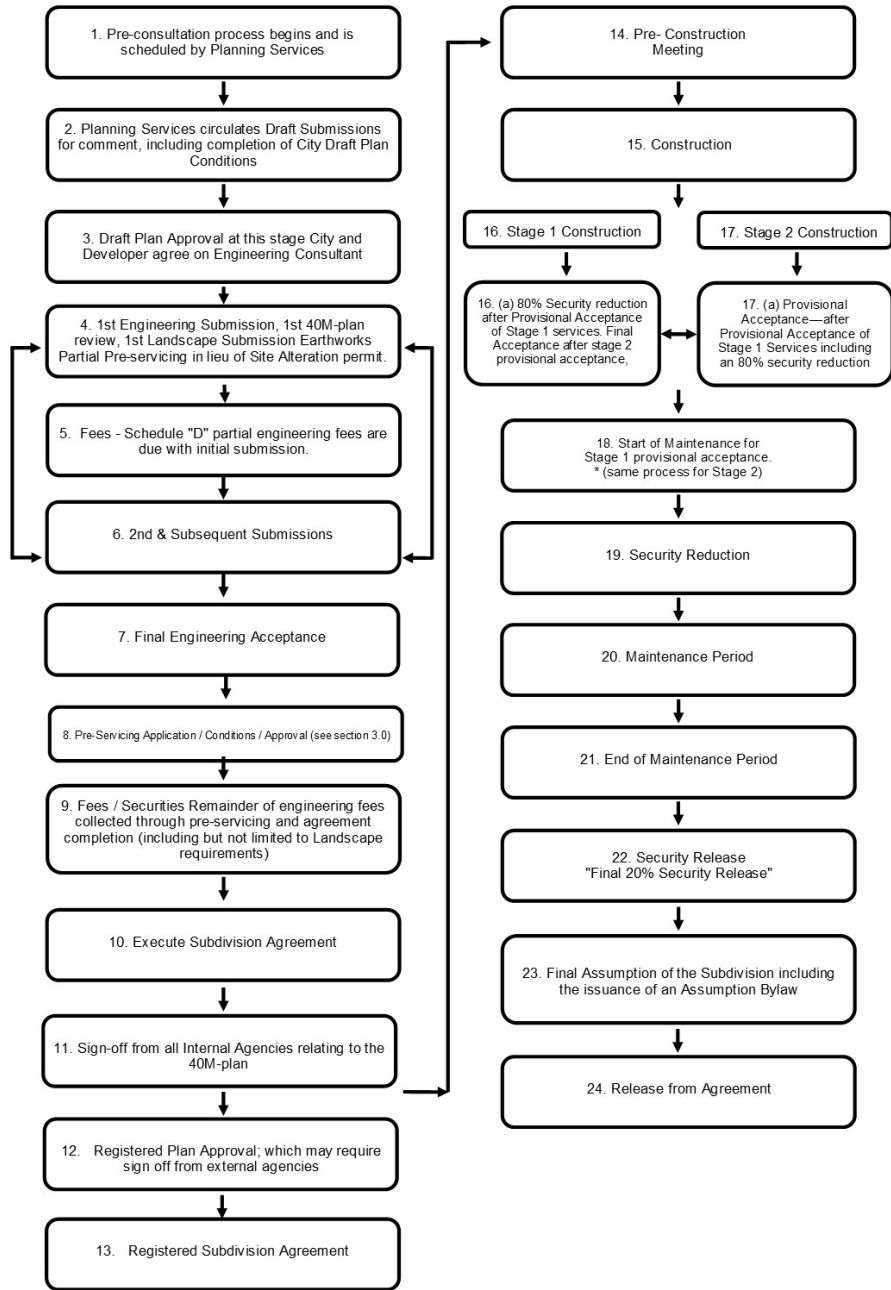 1. Pre-consultation process begins and is
scheduled by Planning Services
2. Planning Services circulates Draft Submissions
for comment, including completion of City Draft Plan
Conditions
3. Draft Plan Approval at this stage City and
Developer agree on Engineering Consultant
4. 1st Engineering Submission, 1st 40M-plan
review, 1st Landscape Submission Earthworks
Partial Pre-servicing in lieu of Site Alteration permit.
5. Fees - Schedule "D" partial engineering fees are
due with initial submission.
6. 2nd & Subsequent Submissions
7. Final Engineering Acceptance
8. Pre-Servicing Application / Conditions / Approval (see section 3.0)
9. Fees / Securities Remainder of engineering fees
collected through pre-servicing and agreement
completion (including but not limited to Landscape
requirements)
10. Execute Subdivision Agreement
11. Sign-off from all Internal Agencies relating to the
40M-plan
12. Registered Plan Approval; which may require
sign off from external agencies
13. Registered Subdivision Agreement
14. Pre- Construction
Meeting
15. Construction
16. Stage 1 Construction
17. Stage 2 Construction
16. (a) 80% Security reduction
after Provisional Acceptance
of Stage 1 services. Final
Acceptance after stage 2
provisional acceptance,
17. (a) Provisional
Acceptance—after
Provisional Acceptance of
Stage 1 Services including
an 80% security reduction
18. Start of Maintenance for
Stage 1 provisional acceptance.
* (same process for Stage 2)
19. Security Reduction
20. Maintenance Period
21. End of Maintenance Period
22. Security Release
"Final 20% Security Release"
23. Final Assumption of the Subdivision including
the issuance of an Assumption Bylaw
24. Release from Agreement